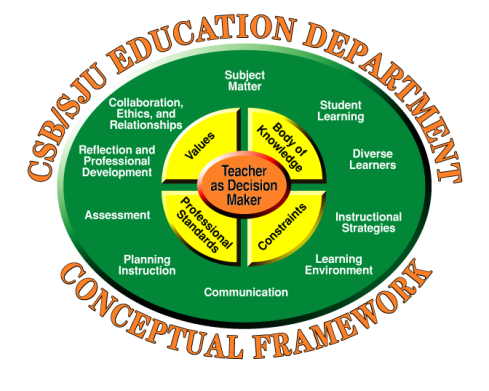 CSB/SJU EDUCATION DEPARTMENT
Subject
Matter
Student
Learning
Diverse
Learners
Instructional
Strategies
Learning
Environment
Communication
Planning
Instruction
Assessment
Reflection and
Professional
Development
Collaboration,
Ethics, and
Relationships
Values
Body of
Knowledge
Constraints
Professional
Standards
Teacher
as Decision
Maker
CONCEPTUAL FRAMEWORK